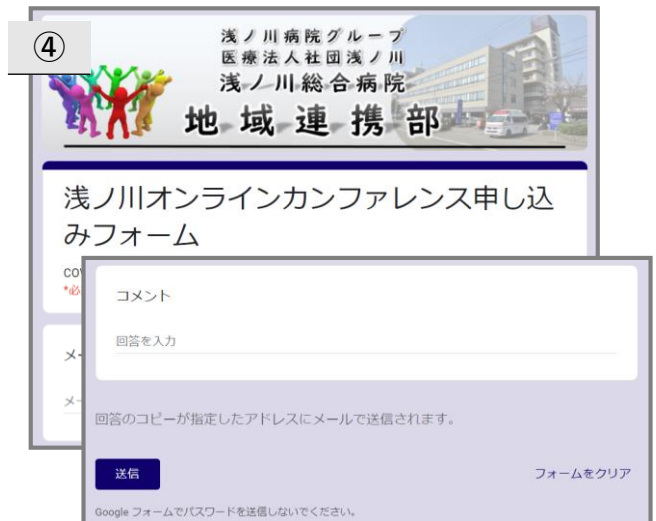 ④
浅ノ川病院グループ
医療法人社団浅ノ川
浅ノ川総合病院
地域連携部
浅ノ川オンラインカンファレンス申し込
みフォーム
コメント
回答を入力
回答のコピーが指定したアドレスにメールで送信されます。
送信
フォームをクリア
Google フォームでパスワードを送信しないでください。